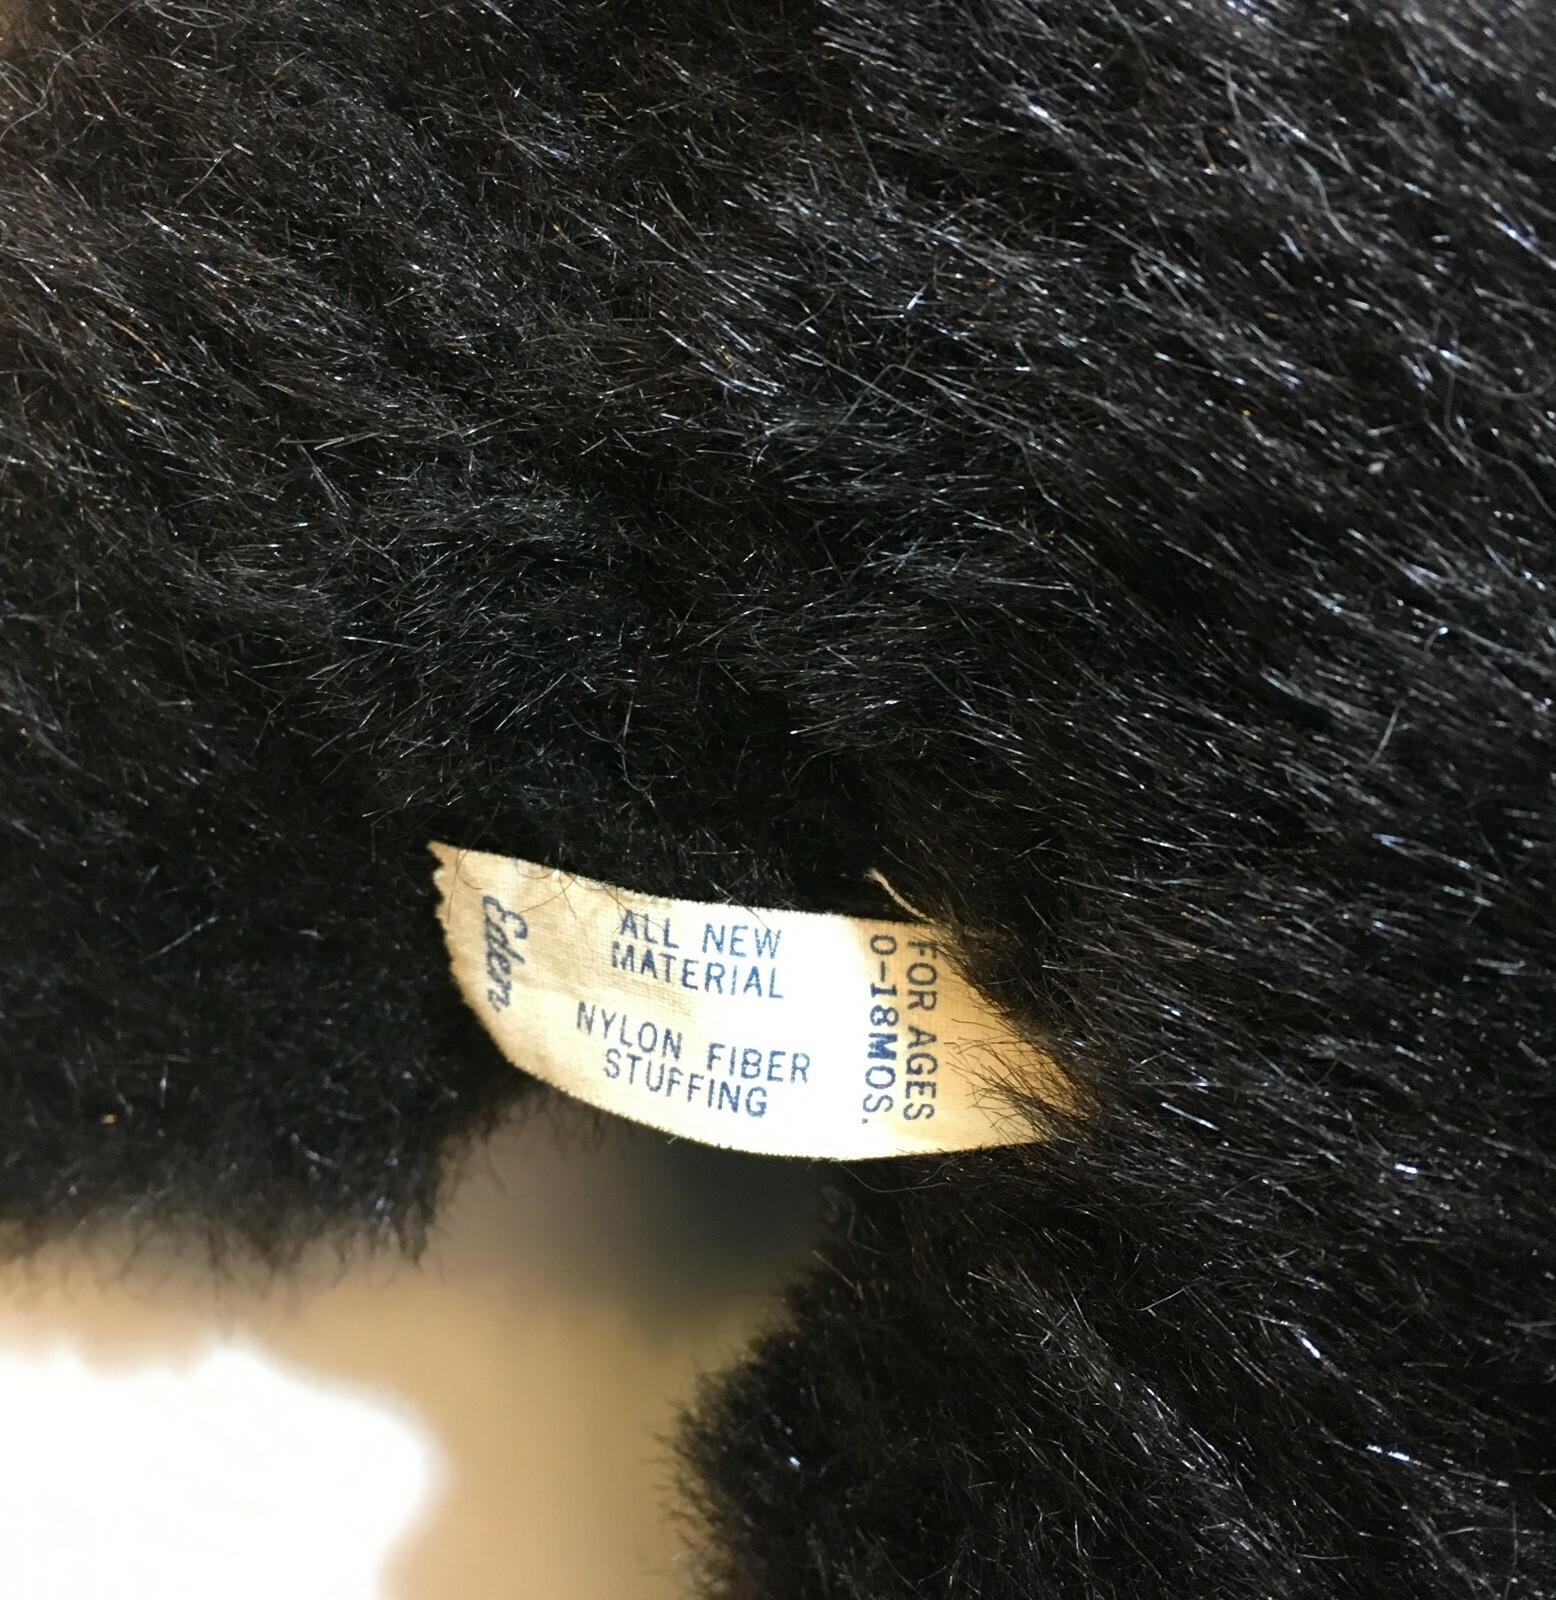 Eden
ALL NEW
MATERIAL
NYLON FIBER
STUFFING
FOR AGES
0-18MOS.